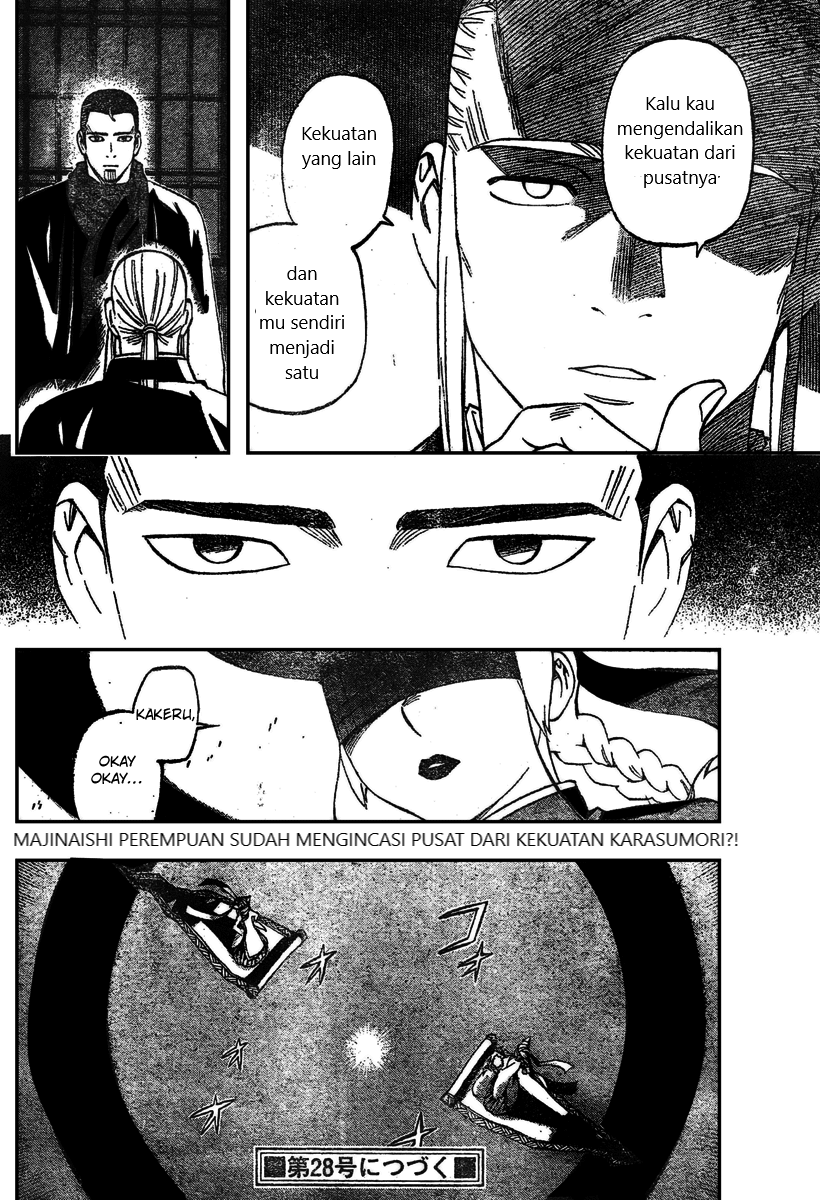 Kalu kau
mengendalikan
kekuatan dari
pusatnya
Kekuatan
yang lain
dan
kekuatan
mu sendiri
menjadi
satu
KAKERU,
OKAY
OKAY...
MAJINAISHI PEREMPUAN SUDAH MENGINCASI PUSAT DARI KEKUATAN KARASUMORI?!
コ
第28号につづく